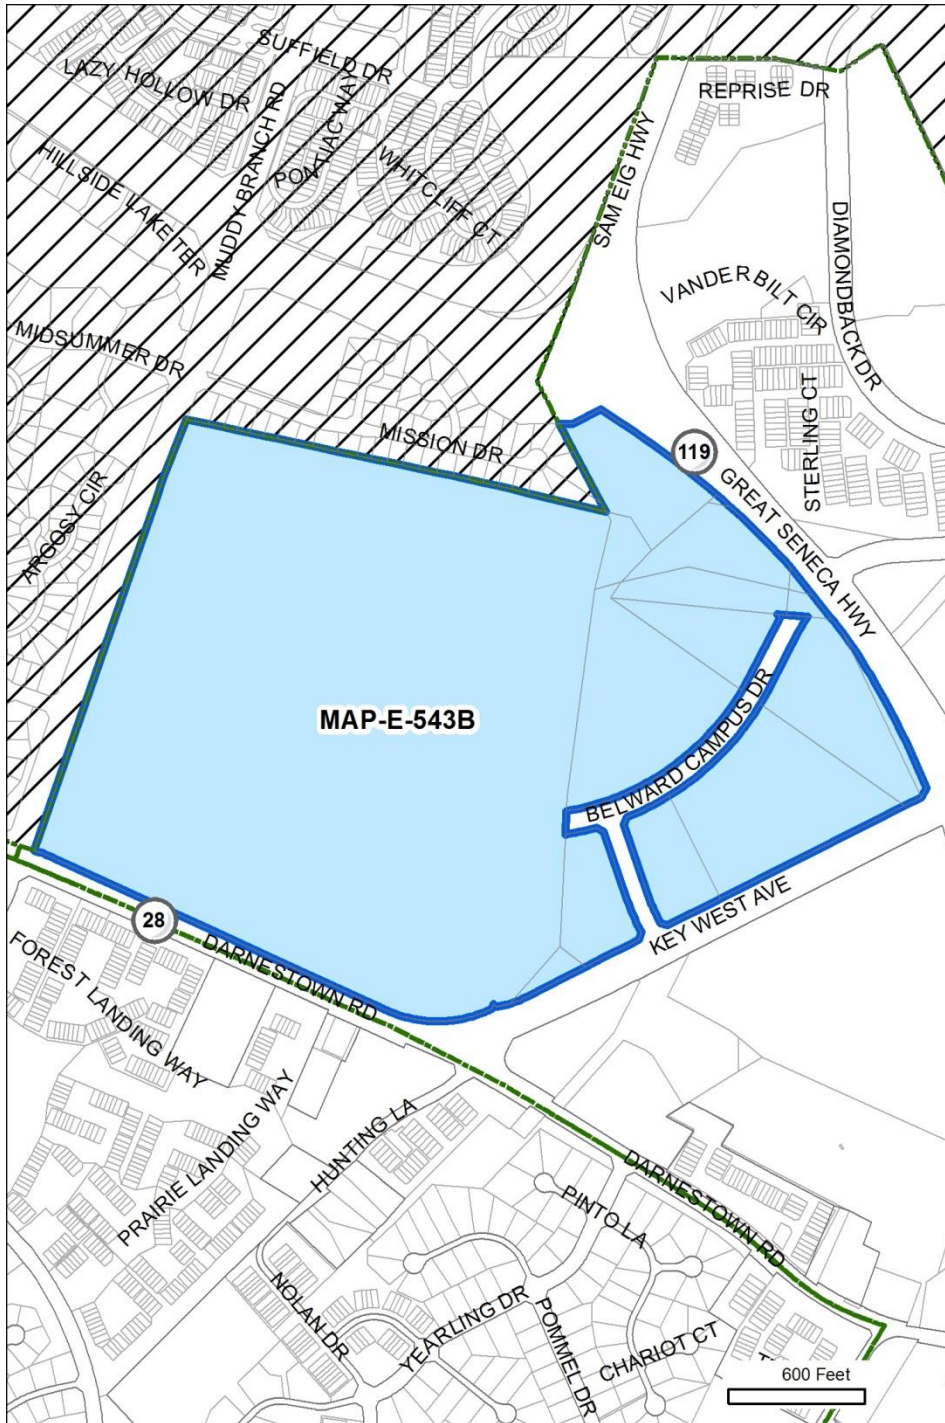 SUFFIELD DR
LAZY HOLLOW DR
REPRISE DR
MUDDY BRANCH RD
PONTIAC WAY
WHITCLIFF CT
HILLSIDE LAKE TER
SAM EIG HWY
DIAMONDBACK DR
VANDERBILT CIR
MIDSUMMER DR
STERLING CT
MISSION DR
119
GREAT SENECA HWY
ARGOSY CIR
MAP-E-543B
BELWARD CAMPUS DR
KEY WEST AVE
28
DARNESTOWN RD
FOREST LANDING WAY
PRAIRIE LANDING WAY
HUNTING LA
DARNESTOWN RD
PINTO LA
NOLAN DR
YEARLING DR
POMMEL DR
CHARIOT CT
600 Feet